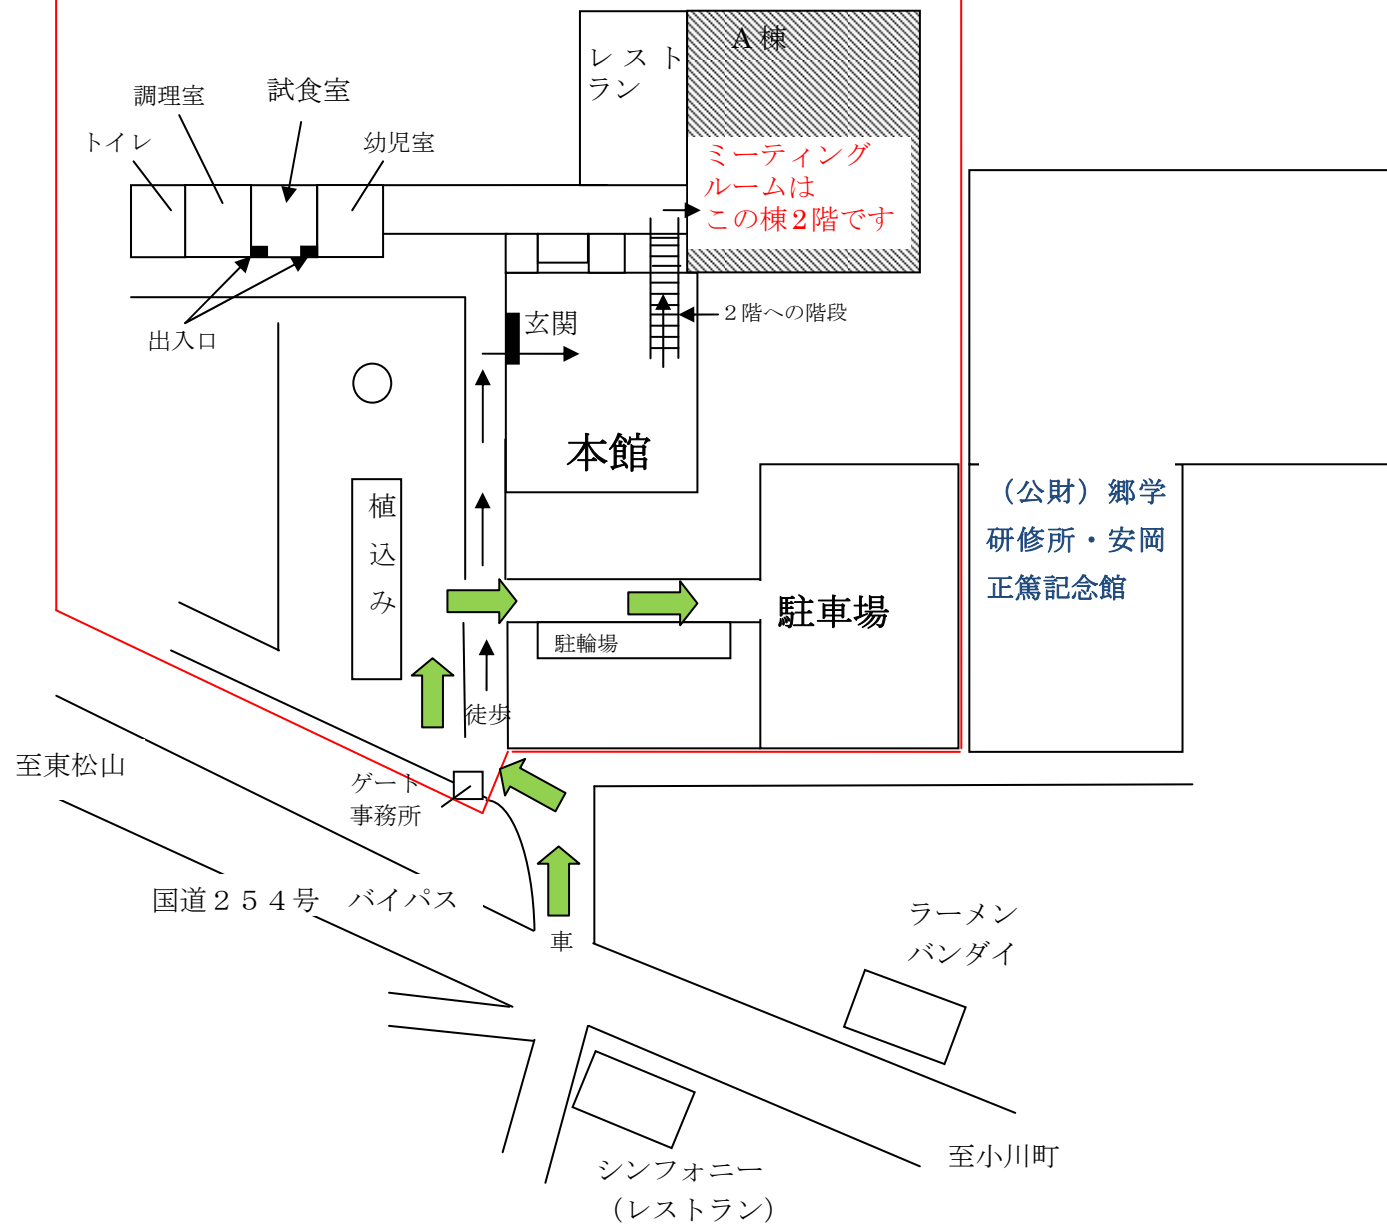 A棟
レスト
ラン
試食室
調理室
トイレ
幼児室
ミーティング
ルームは
この棟2階です
出入口
玄関
２階への階段
本館
植
込
み
（公財）郷学
研修所・安岡
正篤記念館
駐車場
駐輪場
徒歩
至東松山
ゲート
事務所
国道２５４号　バイパス
車
ラーメン
バンダイ
至小川町
シンフォニー
（レストラン）